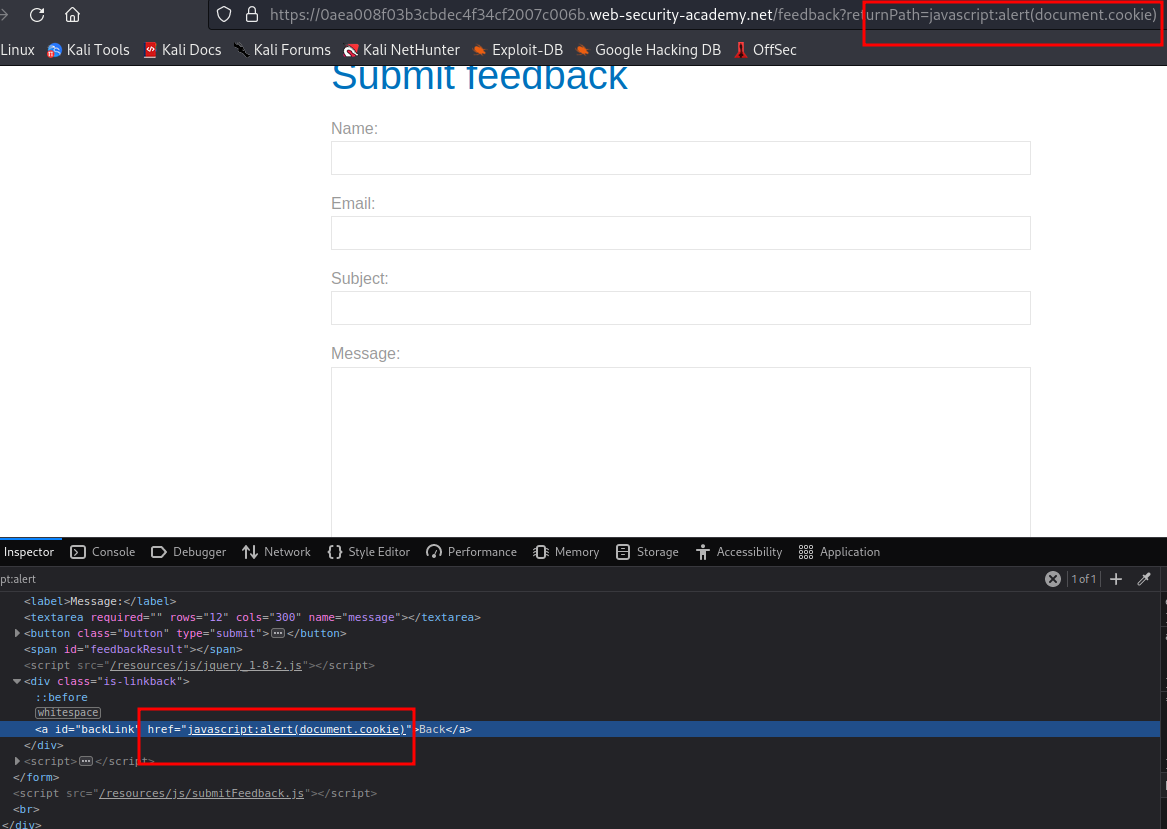 https://0aea008f03b3cbdec4f34cf2007c006b.web-security-academy.net/feedback?returnPath=javascript:alert(document.cookie)
Linux Kali Tools Kali Docs Kali Forums Kali NetHunter Exploit-DB Google Hacking DB OffSec
Submit feedback
Name:
Email:
Subject:
Message:
Inspector Console Debugger Network Style Editor Performance Memory Storage Accessibility Application
pt:alert 1 of 1
<label>Message:</label>
<textarea required="" rows="12" cols="300" name="message"></textarea>
<button class="button" type="submit"></button>
<span id="feedbackResult"></span>
<script src="/resources/js/jquery_1-8-2.js"></script>
<div class="is-linkback">
::before
whitespace
<a id="backLink" href="javascript:alert(document.cookie)">Back</a>
</div>
<script></script>
</form>
<script src="/resources/js/submitFeedback.js"></script>
<br>
</div>